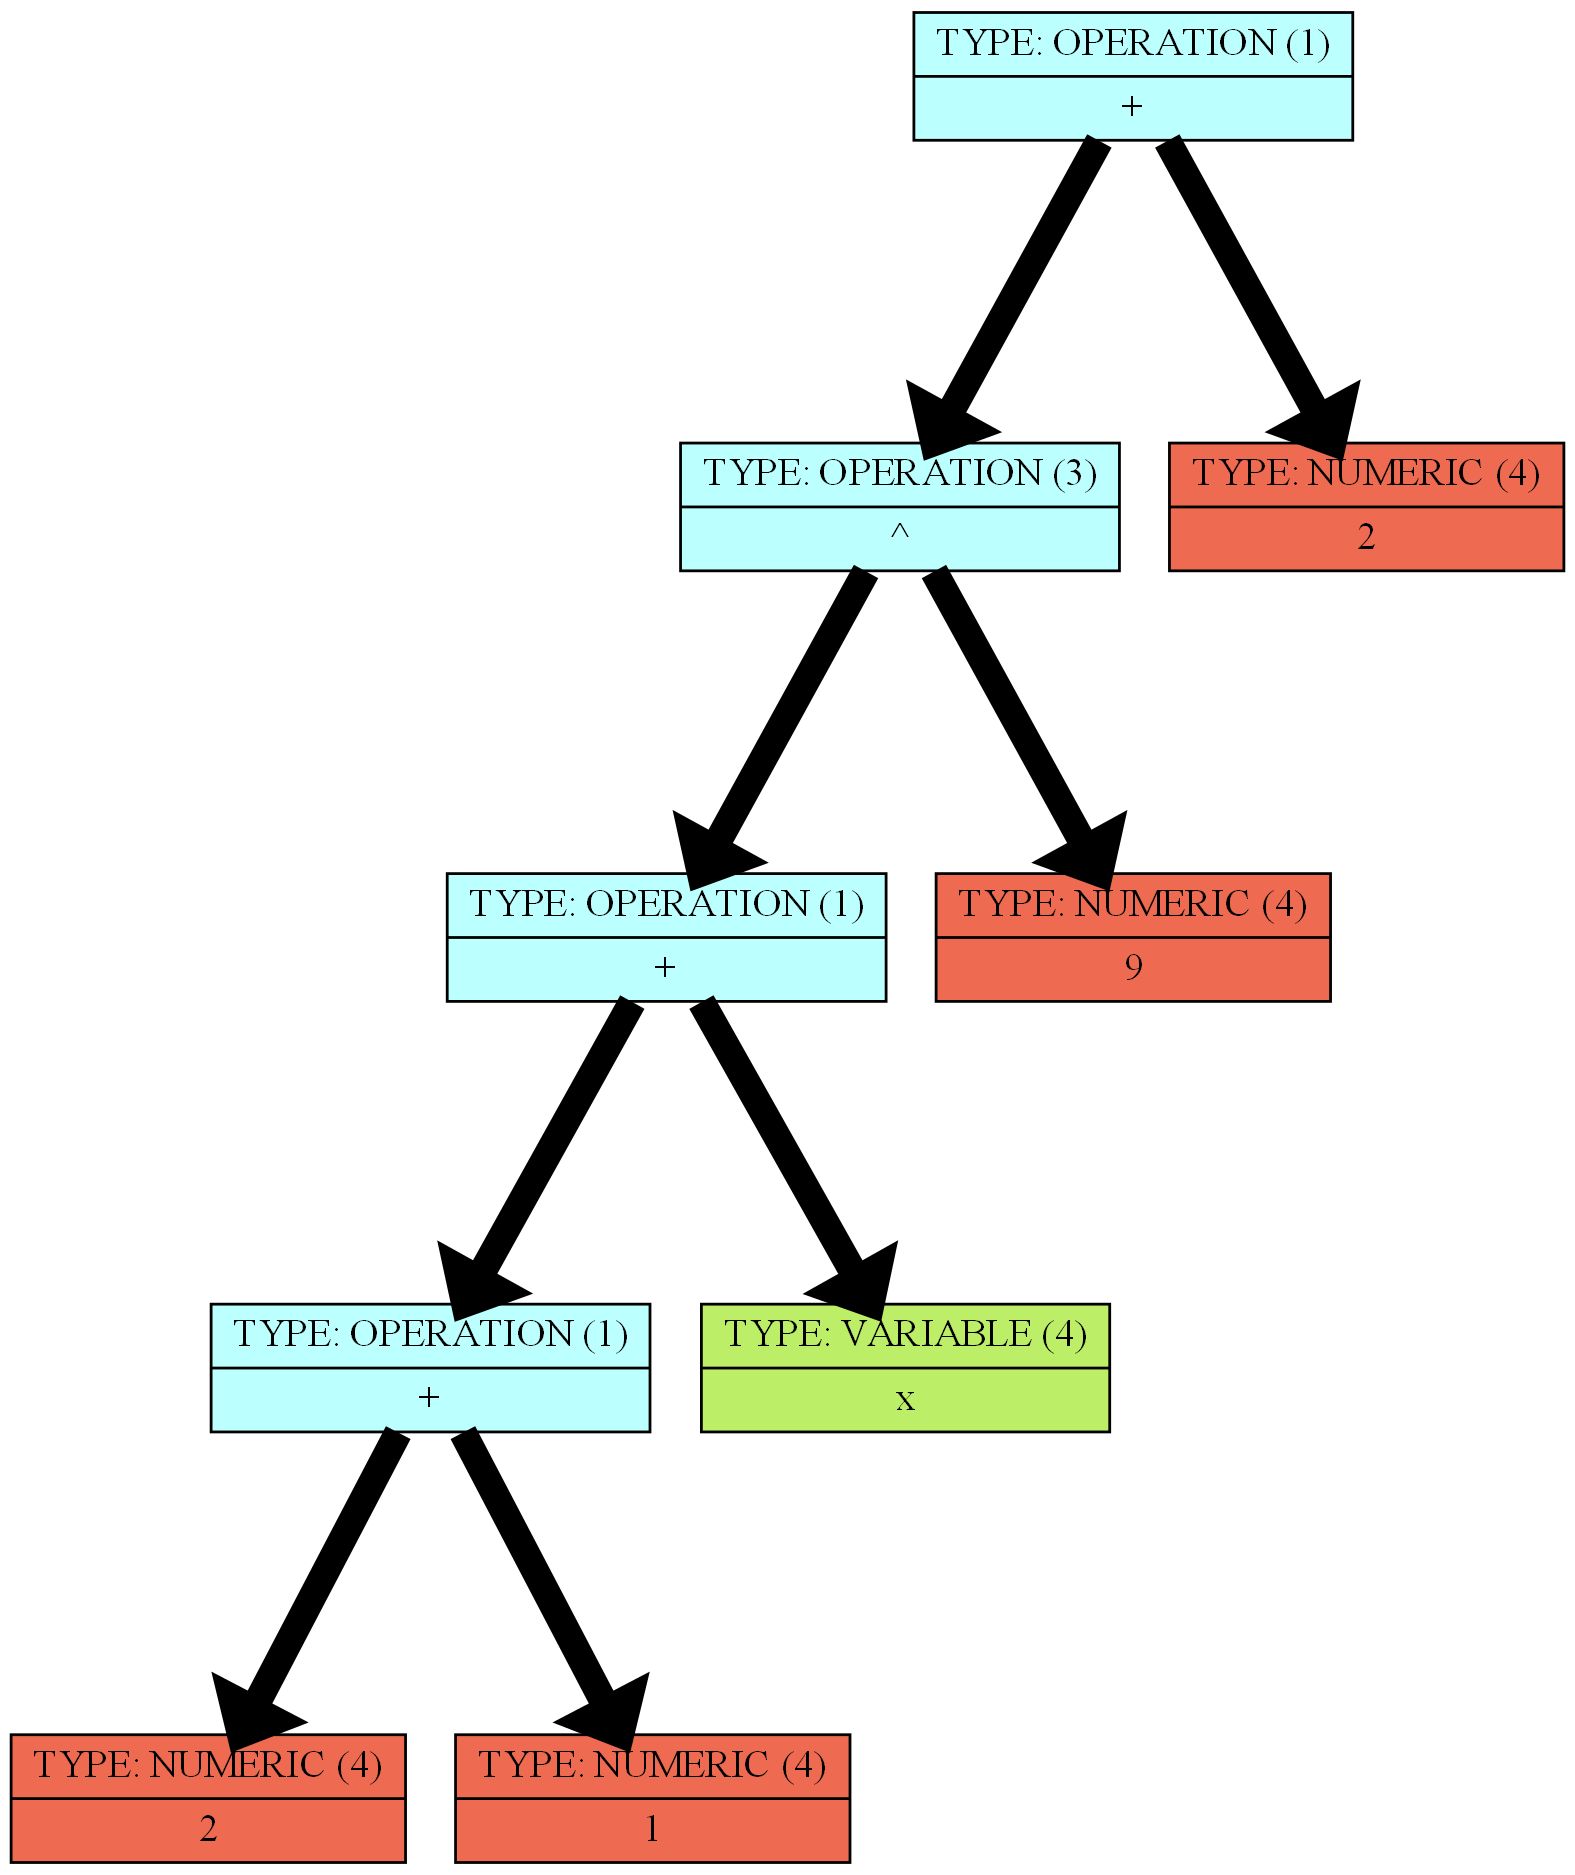 TYPE: OPERATION (1)
+
TYPE: OPERATION (3)
^
TYPE: NUMERIC (4)
2
TYPE: OPERATION (1)
+
TYPE: NUMERIC (4)
9
TYPE: OPERATION (1)
+
TYPE: VARIABLE (4)
x
TYPE: NUMERIC (4)
2
TYPE: NUMERIC (4)
1